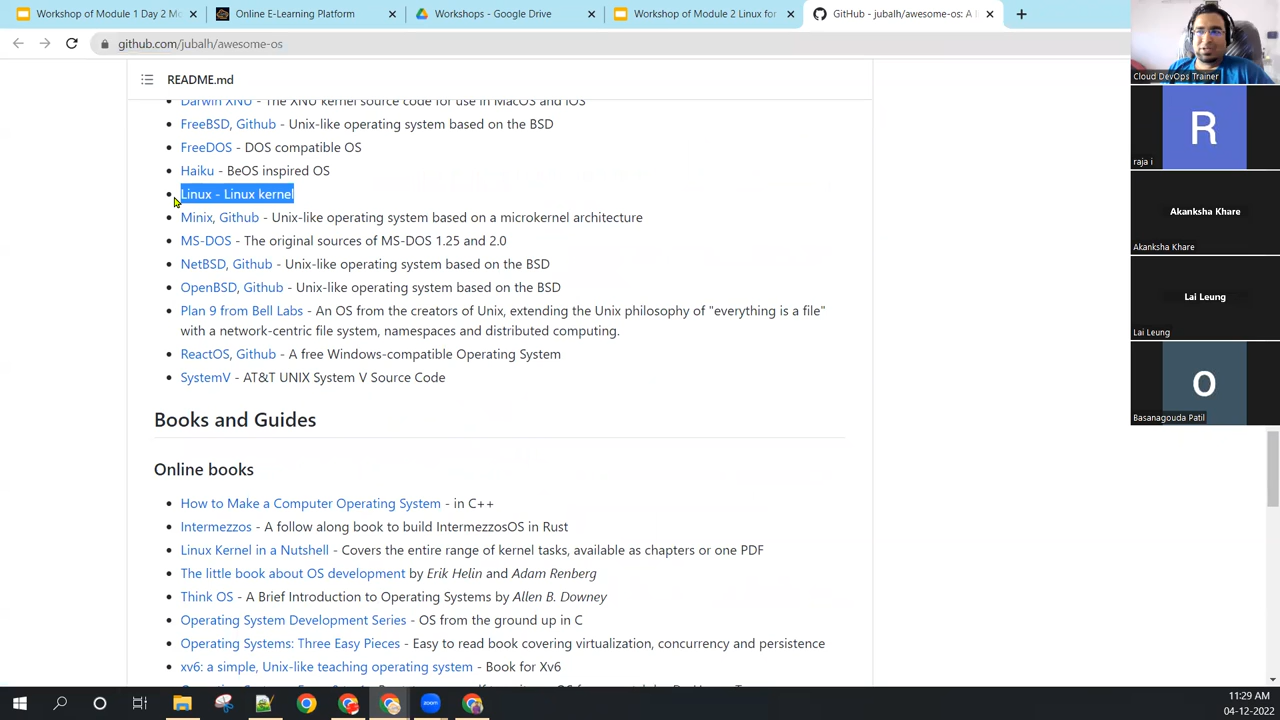 Workshop of Module 1 Day 2 M
Online E-Learning Platform
Workshops - Google Drive
Workshop of Module 2 Linux for
GitHub - jubalh/awesome-os: A l
github.com/jubalh/awesome-os
README.md
Darwin XNU - The XNU kernel source code for use in MacOS and iOS
FreeBSD, Github - Unix-like operating system based on the BSD
FreeDOS - DOS compatible OS
Haiku - BeOS inspired OS
Linux - Linux kernel
Minix, Github - Unix-like operating system based on a microkernel architecture
MS-DOS - The original sources of MS-DOS 1.25 and 2.0
NetBSD, Github - Unix-like operating system based on the BSD
OpenBSD, Github - Unix-like operating system based on the BSD
Plan 9 from Bell Labs - An OS from the creators of Unix, extending the Unix philosophy of "everything is a file"
with a network-centric file system, namespaces and distributed computing.
ReactOS, Github - A free Windows-compatible Operating System
SystemV - AT&T UNIX System V Source Code
Books and Guides
Online books
How to Make a Computer Operating System - in C++
Intermezzos - A follow along book to build IntermezzOS in Rust
Linux Kernel in a Nutshell - Covers the entire range of kernel tasks, available as chapters or one PDF
The little book about OS development by Erik Helin and Adam Renberg
Think OS - A Brief Introduction to Operating Systems by Allen B. Downey
Operating System Development Series - OS from the ground up in C
Operating Systems: Three Easy Pieces - Easy to read book covering virtualization, concurrency and persistence
xv6: a simple, Unix-like teaching operating system - Book for Xv6
Cloud DevOps Trainer
R
raja i
Akanksha Khare
Akanksha Khare
Lai Leung
Lai Leung
O
Basanagouda Patil
zoom
11:29 AM
04-12-2022